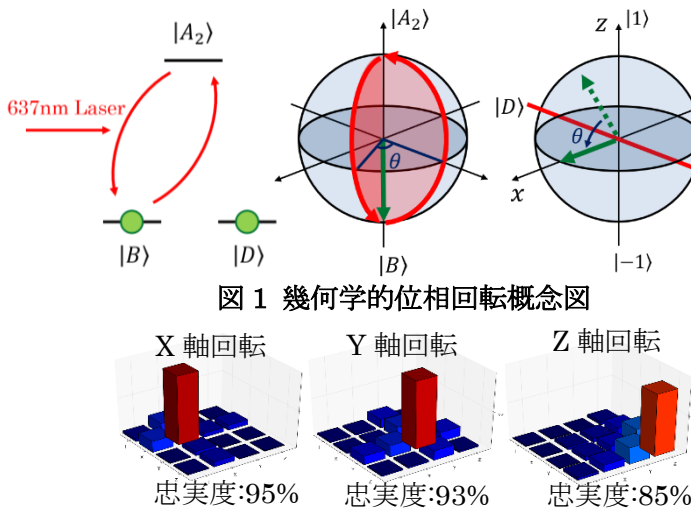 |A₂⟩
637nm Laser
|B⟩
|D⟩
|A₂⟩
θ
|B⟩
z
|1⟩
|D⟩
θ
x
|−1⟩
図 1 幾何学的位相回転概念図
X 軸回転
Y 軸回転
Z 軸回転
忠実度:95%
忠実度:93%
忠実度:85%